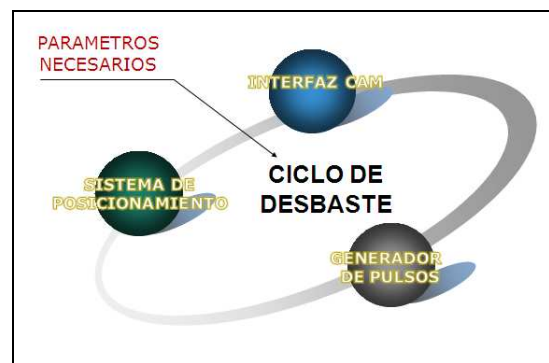 PARAMETROS
NECESARIOS
INTERFAZ CAM
SISTEMA DE
POSICIONAMIENTO
CICLO DE
DESBASTE
GENERADOR
DE PULSOS